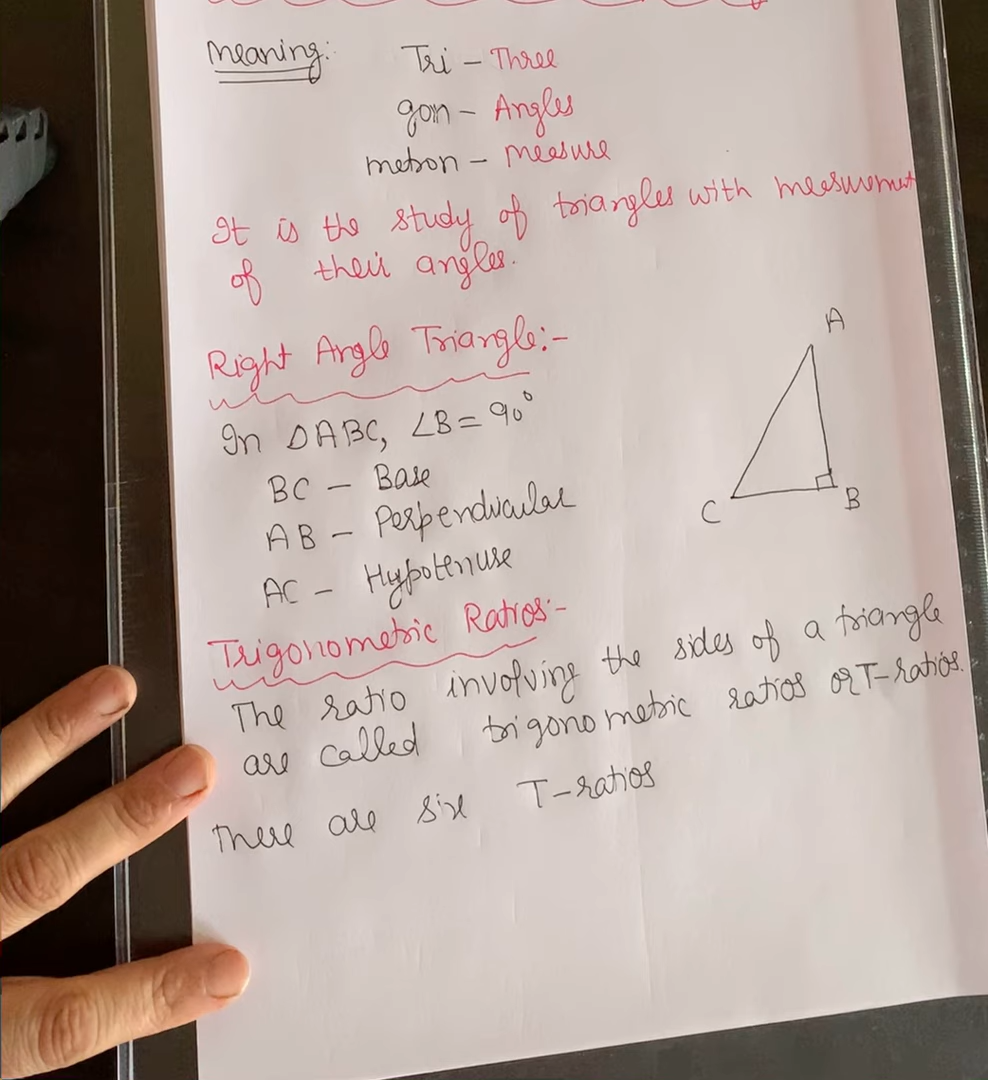 Meaning:
Tri - Three
gon - Angles
metron - Measure
It is the study of triangles with measurement
of their angles.
Right Angle Triangle:-
In ΔABC, ∠B = 90°
BC - Base
AB - Perpendicular
AC - Hypotenuse
A
C
B
Trigonometric Ratios:-
The ratio involving the sides of a triangle
are called trigonometric ratios or T-ratios.
There are six T-ratios